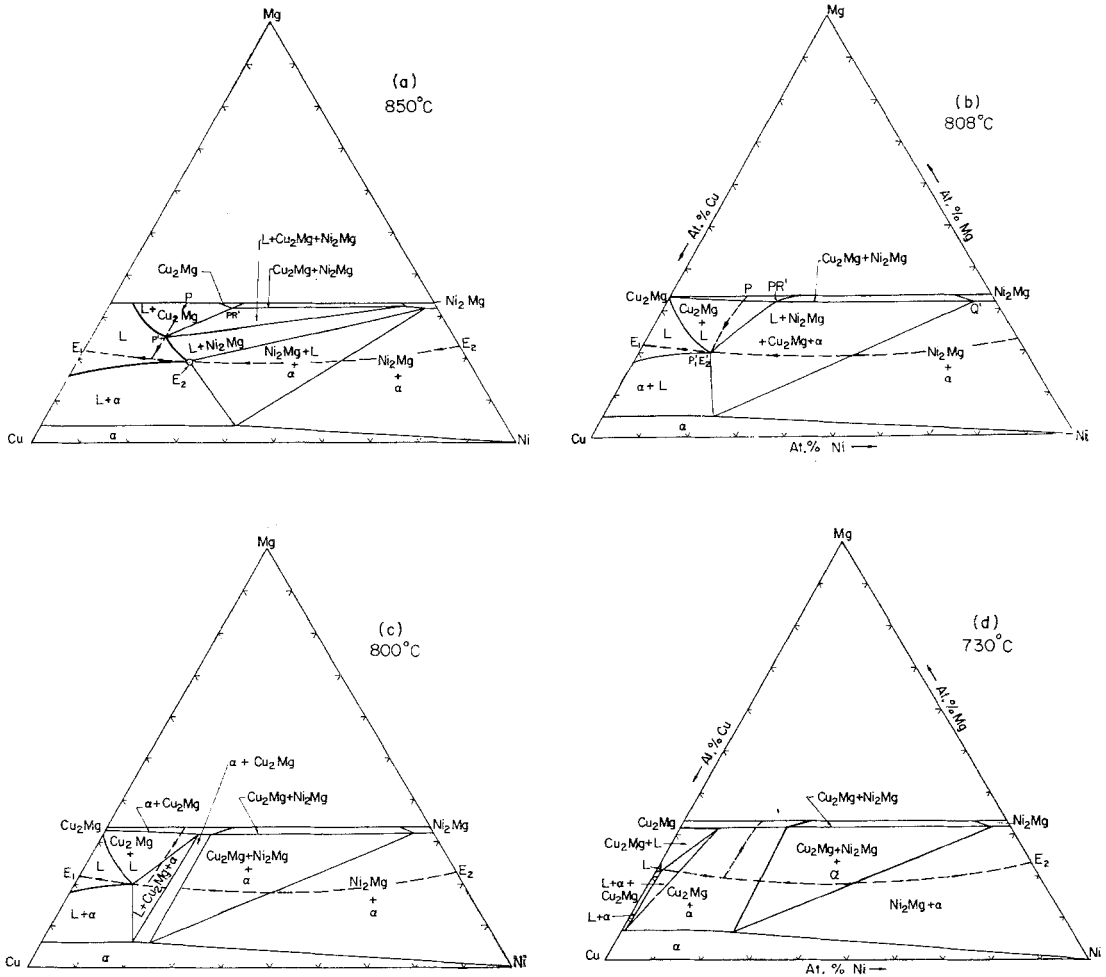 Mg
(a)
850°C
L+Cu₂Mg+Ni₂Mg
Cu₂Mg
Cu₂Mg+Ni₂Mg
P
L+
Cu₂Mg
PR'
Ni₂Mg
L
P'
L+Ni₂Mg
E₁
E₂
Ni₂Mg+L
+
α
E₂
Ni₂Mg
+
α
L+α
Cu
α
Ni
Mg
(b)
808°C
At.% Cu
At.% Mg
Cu₂Mg+Ni₂Mg
Cu₂Mg
P
PR'
Ni₂Mg
Cu₂Mg
+
L
L+Ni₂Mg
+Cu₂Mg+α
Q'
E₁
P',E₂
E₂
Ni₂Mg
+
α
α+L
Cu
α
Ni
At.% Ni
Mg
(c)
800°C
α+Cu₂Mg
α+Cu₂Mg
Cu₂Mg+Ni₂Mg
Cu₂Mg
Ni₂Mg
Cu₂Mg
+
L
L
E₁
L+Cu₂Mg+α
Cu₂Mg+Ni₂Mg
+
α
E₂
Ni₂Mg
+
α
L+α
α
Cu
Ni
Mg
(d)
730°C
At.% Cu
At.% Mg
Cu₂Mg+Ni₂Mg
Cu₂Mg
Ni₂Mg
Cu₂Mg+L
Cu₂Mg+Ni₂Mg
+
α
L
E₁
E₂
L+α+
Cu₂Mg
Cu₂Mg
+
α
Ni₂Mg+α
L+α
α
Cu
Ni
At. % Ni